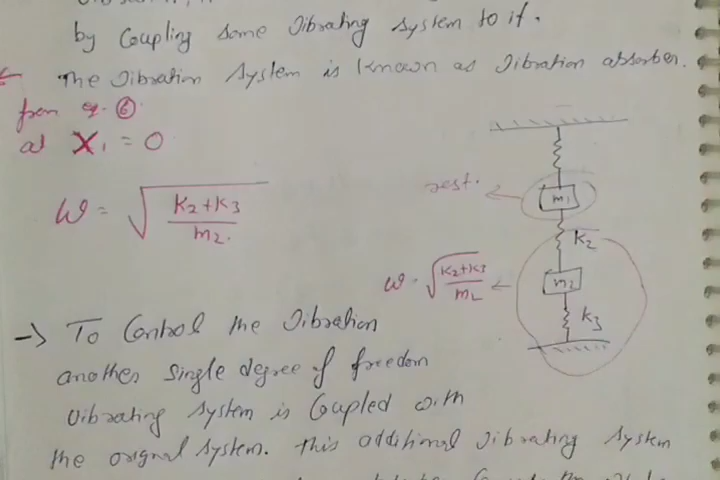 by Coupling Some Vibrating System to it.
The Vibration System is Known as Vibration absorber.
from eq. ⑥
at X₁ = 0
ω = √((K₂+K₃)/m₂.)
rest.
m₁
K₂
ω = √((K₂+K₃)/m₂)
m₂
K₃
→ To Control the Vibration
another Single degree of freedom
Vibrating System is Coupled with
the orignal System. This additional Vibrating System